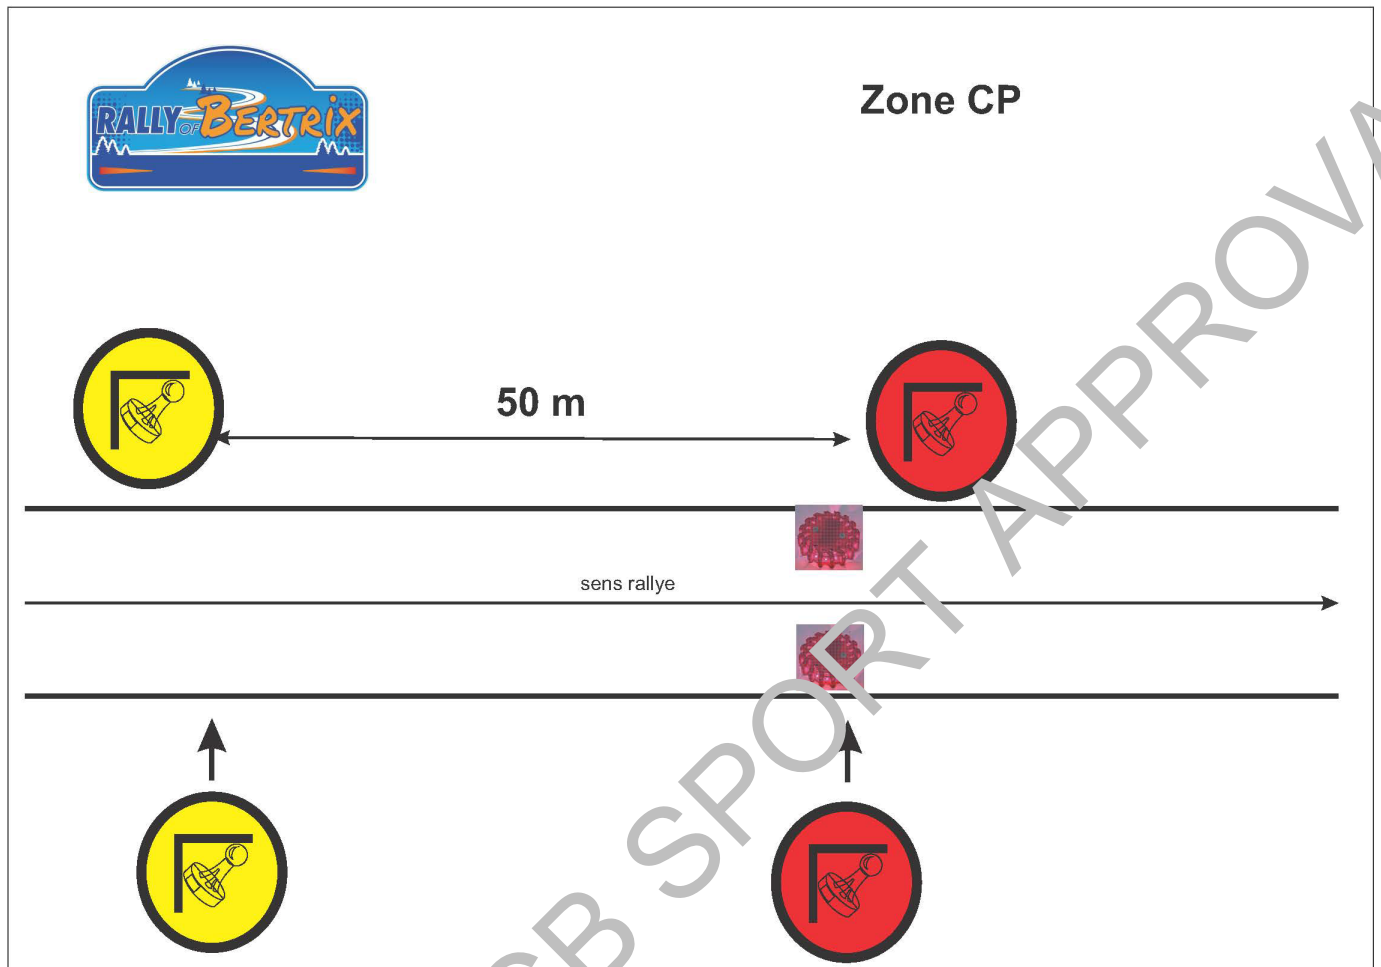 RALLY OF BERTRIX
Zone CP
50 m
sens rallye
SPORT APPROVA